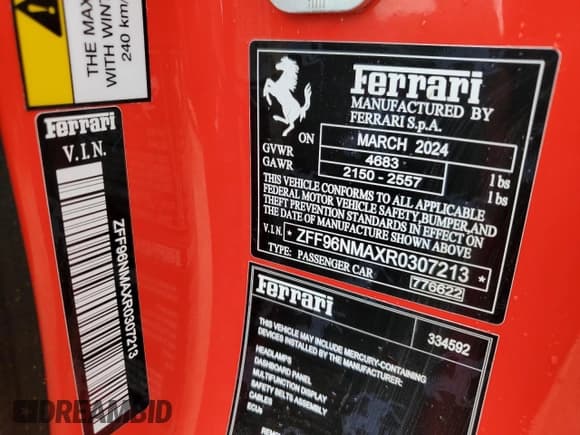 THE MAX
WITH WINT
240 km/
Ferrari
V.I.N.
ZFF96NMAXR0307213
Ferrari
MANUFACTURED BY
FERRARI S.p.A.
ON MARCH 2024
GVWR 4683 lbs
GAWR 2150 - 2557 lbs
THIS VEHICLE CONFORMS TO ALL APPLICABLE
FEDERAL MOTOR VEHICLE SAFETY,BUMPER,AND
THEFT PREVENTION STANDARDS IN EFFECT ON
THE DATE OF MANUFACTURE SHOWN ABOVE
V.I.N. * ZFF96NMAXR0307213 *
TYPE: PASSENGER CAR 776622
Ferrari
334592
THIS VEHICLE MAY INCLUDE MERCURY-CONTAINING
DEVICES INSTALLED BY THE MANUFACTURER:
HEADLAMPS
DASHBOARD PANEL
MULTIFUNCTION DISPLAY
SAFETY BELTS ASSEMBLY
CABLES
ECUs
DREAMBID